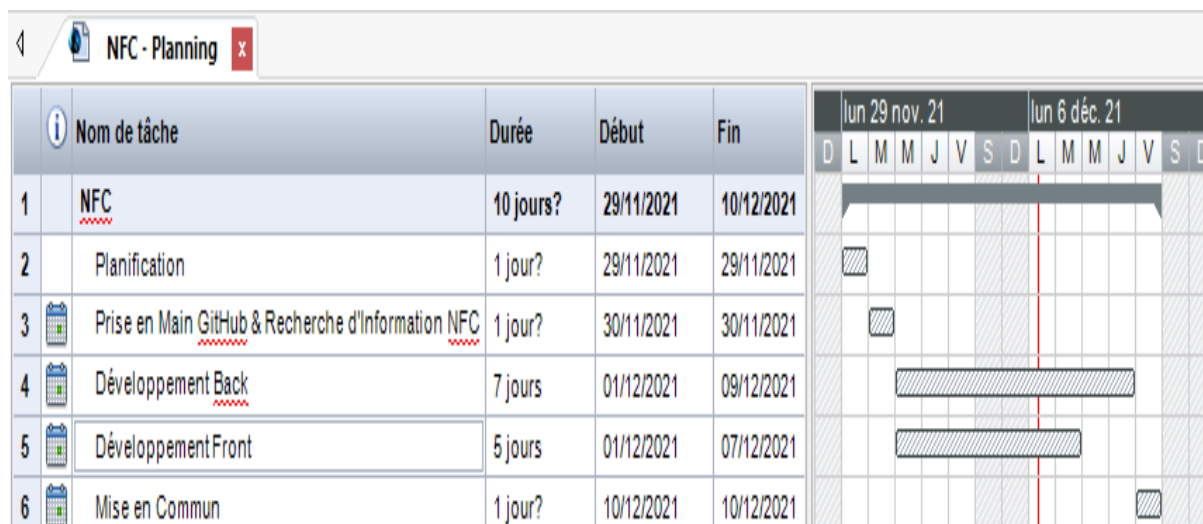 NFC - Planning x
lun 29 nov. 21 lun 6 déc. 21
i Nom de tâche Durée Début Fin
D L M M J V S D L M M J V S D
1 NFC 10 jours? 29/11/2021 10/12/2021
2 Planification 1 jour? 29/11/2021 29/11/2021
3 Prise en Main GitHub & Recherche d'Information NFC 1 jour? 30/11/2021 30/11/2021
4 Développement Back 7 jours 01/12/2021 09/12/2021
5 Développement Front 5 jours 01/12/2021 07/12/2021
6 Mise en Commun 1 jour? 10/12/2021 10/12/2021